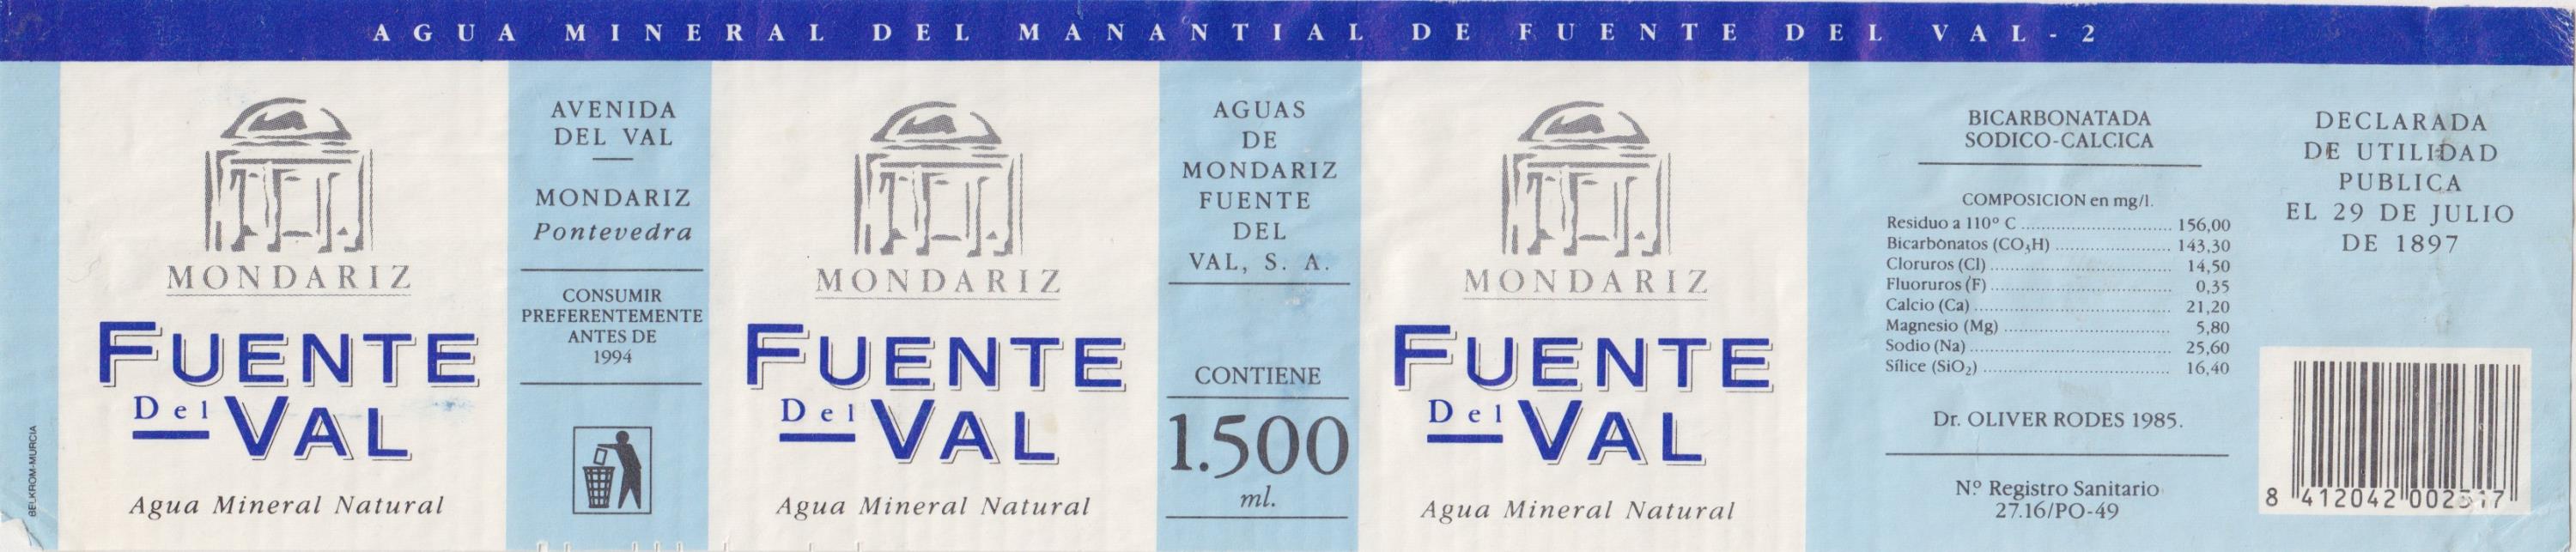 AGUA MINERAL DEL MANANTIAL DE FUENTE DEL VAL-2
MONDARIZ
FUENTE
Del VAL
Agua Mineral Natural
BELKROM-MURCIA
AVENIDA
DEL VAL
MONDARIZ
Pontevedra
CONSUMIR
PREFERENTEMENTE
ANTES DE
1994
MONDARIZ
FUENTE
Del VAL
Agua Mineral Natural
AGUAS
DE
MONDARIZ
FUENTE
DEL
VAL, S. A.
CONTIENE
1.500
ml.
MONDARIZ
FUENTE
Del VAL
Agua Mineral Natural
BICARBONATADA
SODICO-CALCICA
COMPOSICION en mg/l.
Residuo a 110º C 156,00
Bicarbonatos (CO₃H) 143,30
Cloruros (Cl) 14,50
Fluoruros (F) 0,35
Calcio (Ca) 21,20
Magnesio (Mg) 5,80
Sodio (Na) 25,60
Sílice (SiO₂) 16,40
Dr. OLIVER RODES 1985.
N.º Registro Sanitario
27.16/PO-49
DECLARADA
DE UTILIDAD
PUBLICA
EL 29 DE JULIO
DE 1897
8 412042